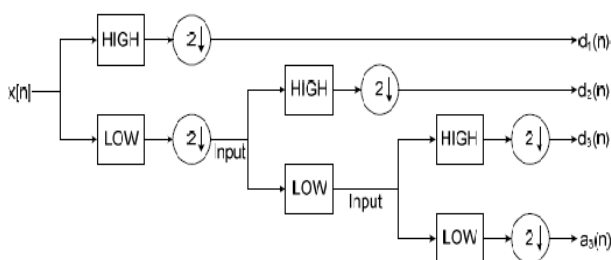 HIGH 2↓ d₁(n)
x[n]
HIGH 2↓ d₂(n)
LOW 2↓ Input
HIGH 2↓ d₃(n)
LOW Input
LOW 2↓ a₃(n)